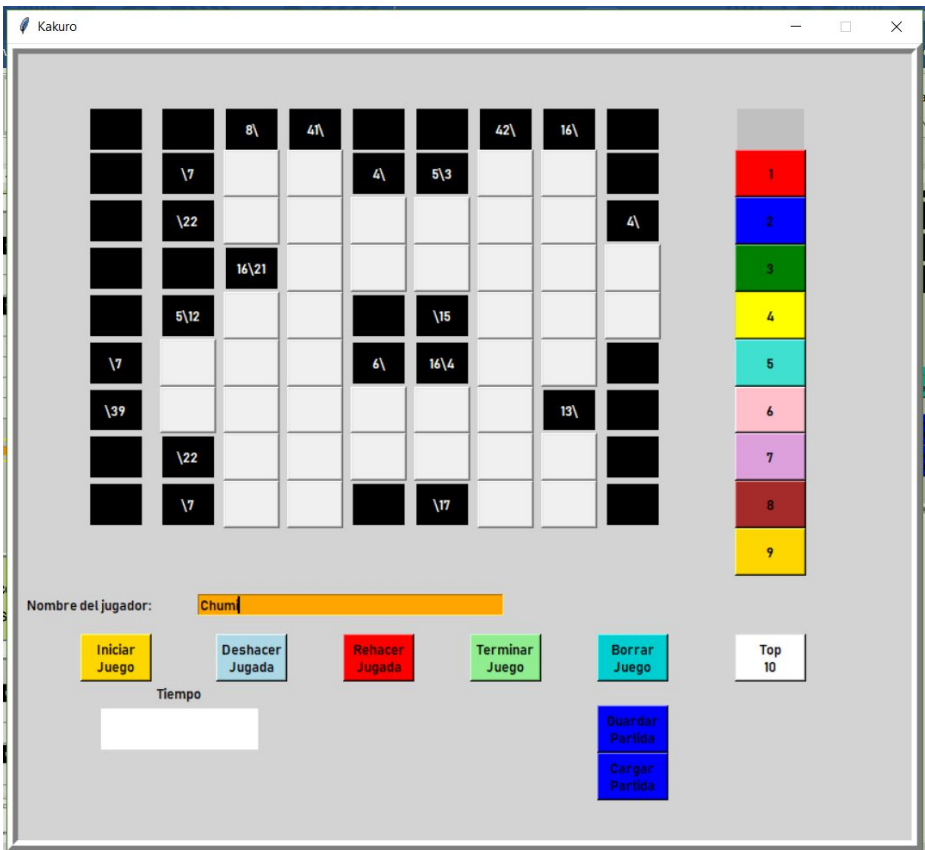 Kakuro
8\ 41\ 42\ 16\
\7 4\ 5\3 1
\22 4\ 2
16\21 3
5\12 \15 4
\7 6\ 16\4 5
\39 13\ 6
\22 7
\7 \17 8
9
Nombre del jugador: Chumi
Iniciar Deshacer Rehacer Terminar Borrar Top
Juego Jugada Jugada Juego Juego 10
Tiempo
Guardar
Partida
Cargar
Partida